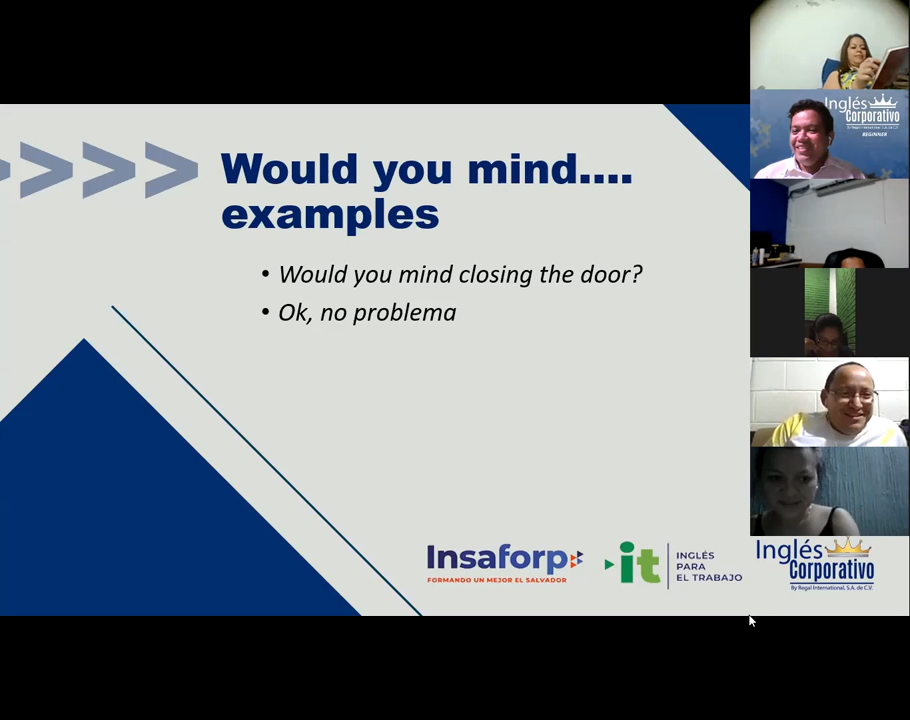 Would you mind....
examples
• Would you mind closing the door?
• Ok, no problema
Insaforp
FORMANDO UN MEJOR EL SALVADOR
it
INGLÉS
PARA
EL TRABAJO
Inglés
Corporativo
By Regal International, S.A. de C.V.
Inglés
Corporativo
By Regal International, S.A. de C.V.
BEGINNER